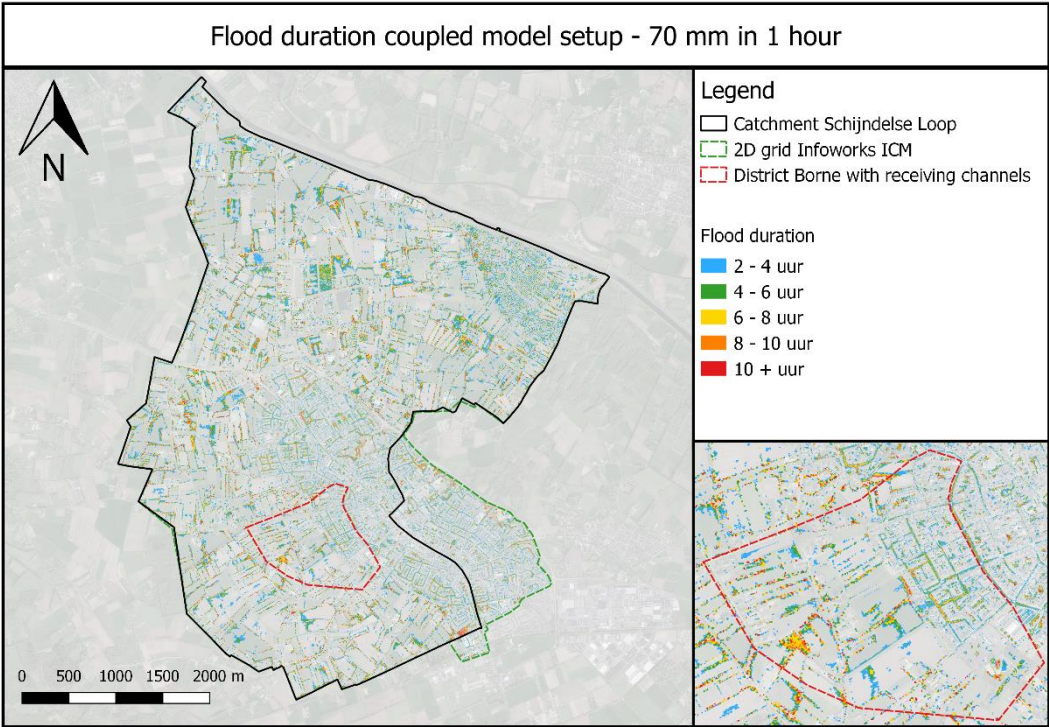 Flood duration coupled model setup - 70 mm in 1 hour
N
0 500 1000 1500 2000 m
Legend
Catchment Schijndelse Loop
2D grid Infoworks ICM
District Borne with receiving channels
Flood duration
2 - 4 uur
4 - 6 uur
6 - 8 uur
8 - 10 uur
10 + uur